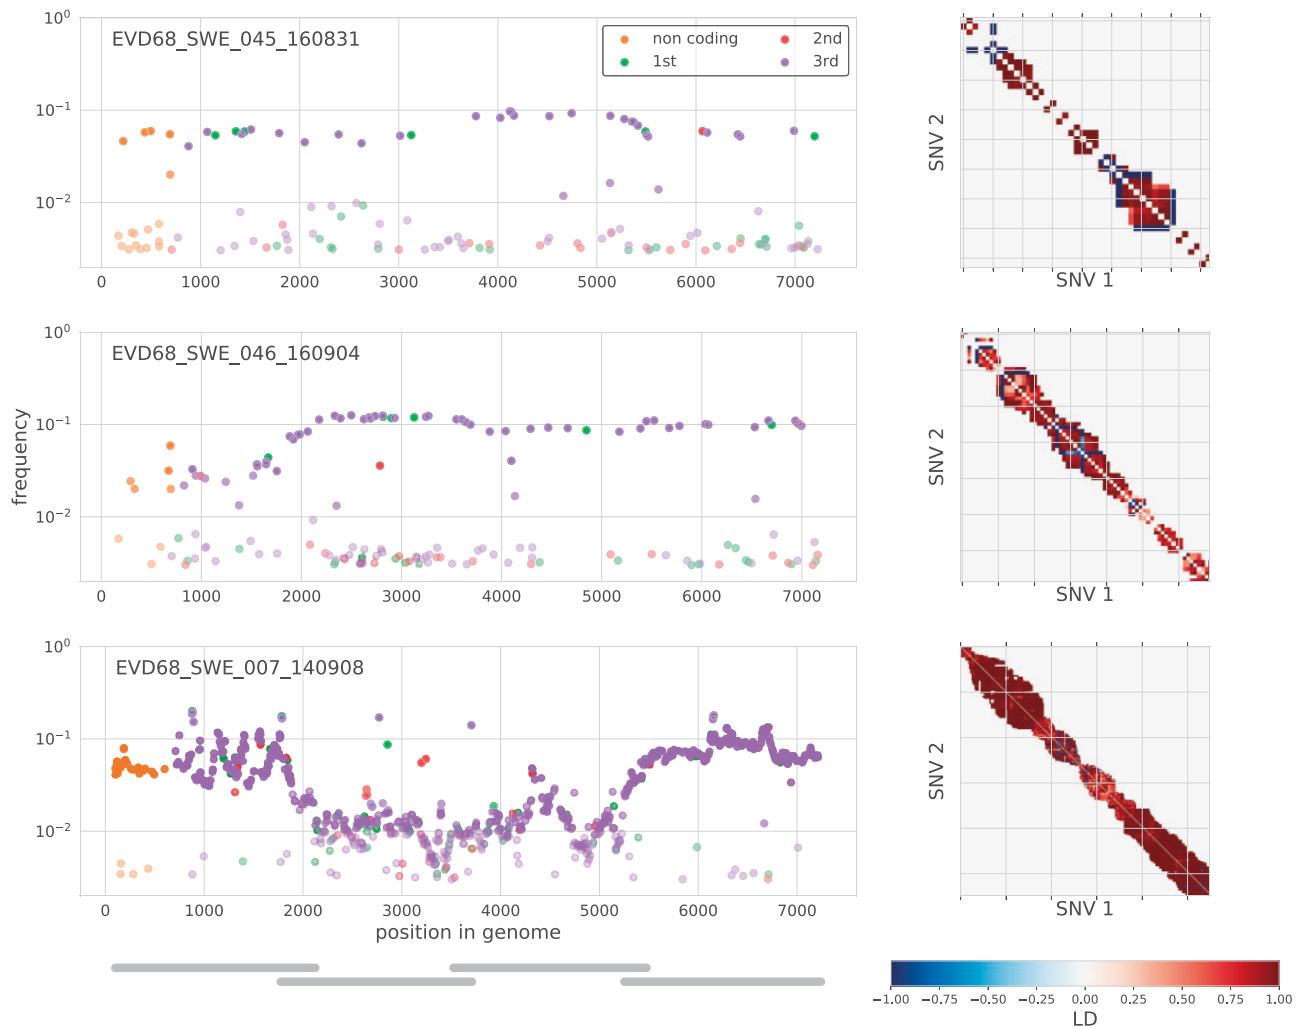 EVD68_SWE_045_160831
non coding
1st
2nd
3rd
10^0
10^-1
10^-2
0 1000 2000 3000 4000 5000 6000 7000
SNV 2
SNV 1
EVD68_SWE_046_160904
10^0
10^-1
10^-2
frequency
0 1000 2000 3000 4000 5000 6000 7000
SNV 2
SNV 1
EVD68_SWE_007_140908
10^0
10^-1
10^-2
0 1000 2000 3000 4000 5000 6000 7000
position in genome
SNV 2
SNV 1
−1.00 −0.75 −0.50 −0.25 0.00 0.25 0.50 0.75 1.00
LD